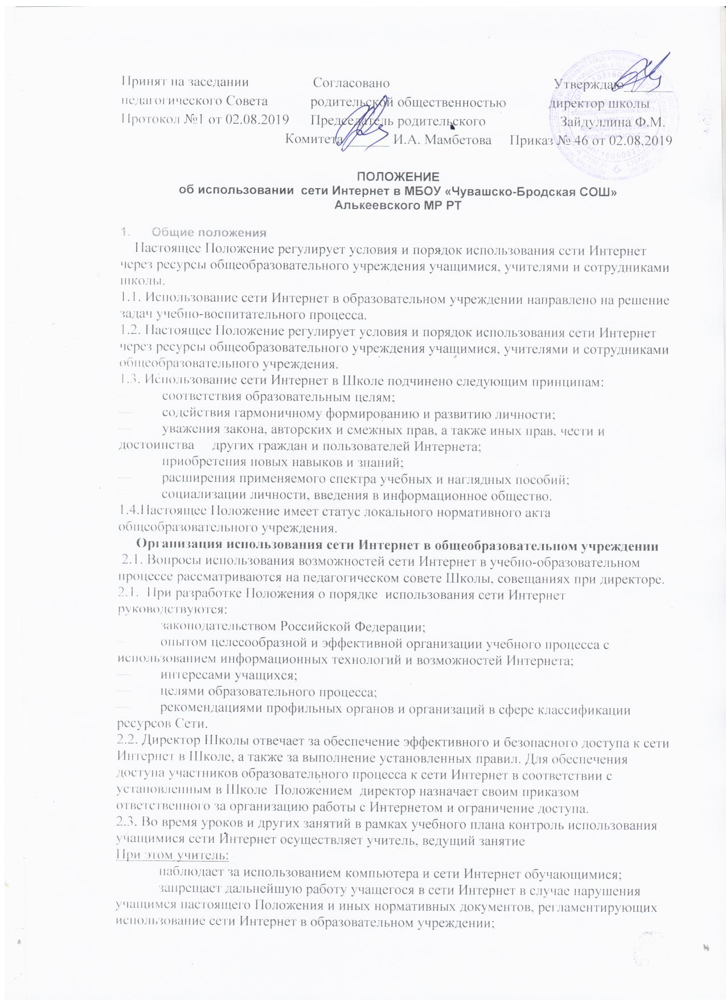 Принят на заседании Согласовано Утверждаю_______
педагогического Совета родительской общественностью директор школы
Протокол №1 от 02.08.2019 Председатель родительского Зайдуллина Ф.М.
Комитета_______ И.А. Мамбетова Приказ № 46 от 02.08.2019
ПОЛОЖЕНИЕ
об использовании сети Интернет в МБОУ «Чувашско-Бродская СОШ»
Алькеевского МР РТ
1. Общие положения
Настоящее Положение регулирует условия и порядок использования сети Интернет
через ресурсы общеобразовательного учреждения учащимися, учителями и сотрудниками
школы.
1.1. Использование сети Интернет в образовательном учреждении направлено на решение
задач учебно-воспитательного процесса.
1.2. Настоящее Положение регулирует условия и порядок использования сети Интернет
через ресурсы общеобразовательного учреждения учащимися, учителями и сотрудниками
общеобразовательного учреждения.
1.3. Использование сети Интернет в Школе подчинено следующим принципам:
— соответствия образовательным целям;
— содействия гармоничному формированию и развитию личности;
— уважения закона, авторских и смежных прав, а также иных прав, чести и
достоинства других граждан и пользователей Интернета;
— приобретения новых навыков и знаний;
— расширения применяемого спектра учебных и наглядных пособий;
— социализации личности, введения в информационное общество.
1.4.Настоящее Положение имеет статус локального нормативного акта
общеобразовательного учреждения.
Организация использования сети Интернет в общеобразовательном учреждении
2.1. Вопросы использования возможностей сети Интернет в учебно-образовательном
процессе рассматриваются на педагогическом совете Школы, совещаниях при директоре.
2.1. При разработке Положения о порядке использования сети Интернет
руководствуются:
— законодательством Российской Федерации;
— опытом целесообразной и эффективной организации учебного процесса с
использованием информационных технологий и возможностей Интернета;
— интересами учащихся;
— целями образовательного процесса;
— рекомендациями профильных органов и организаций в сфере классификации
ресурсов Сети.
2.2. Директор Школы отвечает за обеспечение эффективного и безопасного доступа к сети
Интернет в Школе, а также за выполнение установленных правил. Для обеспечения
доступа участников образовательного процесса к сети Интернет в соответствии с
установленным в Школе Положением директор назначает своим приказом
ответственного за организацию работы с Интернетом и ограничение доступа.
2.3. Во время уроков и других занятий в рамках учебного плана контроль использования
учащимися сети Интернет осуществляет учитель, ведущий занятие
При этом учитель:
наблюдает за использованием компьютера и сети Интернет обучающимися;
запрещает дальнейшую работу учащегося в сети Интернет в случае нарушения
учащимся настоящего Положения и иных нормативных документов, регламентирующих
использование сети Интернет в образовательном учреждении;